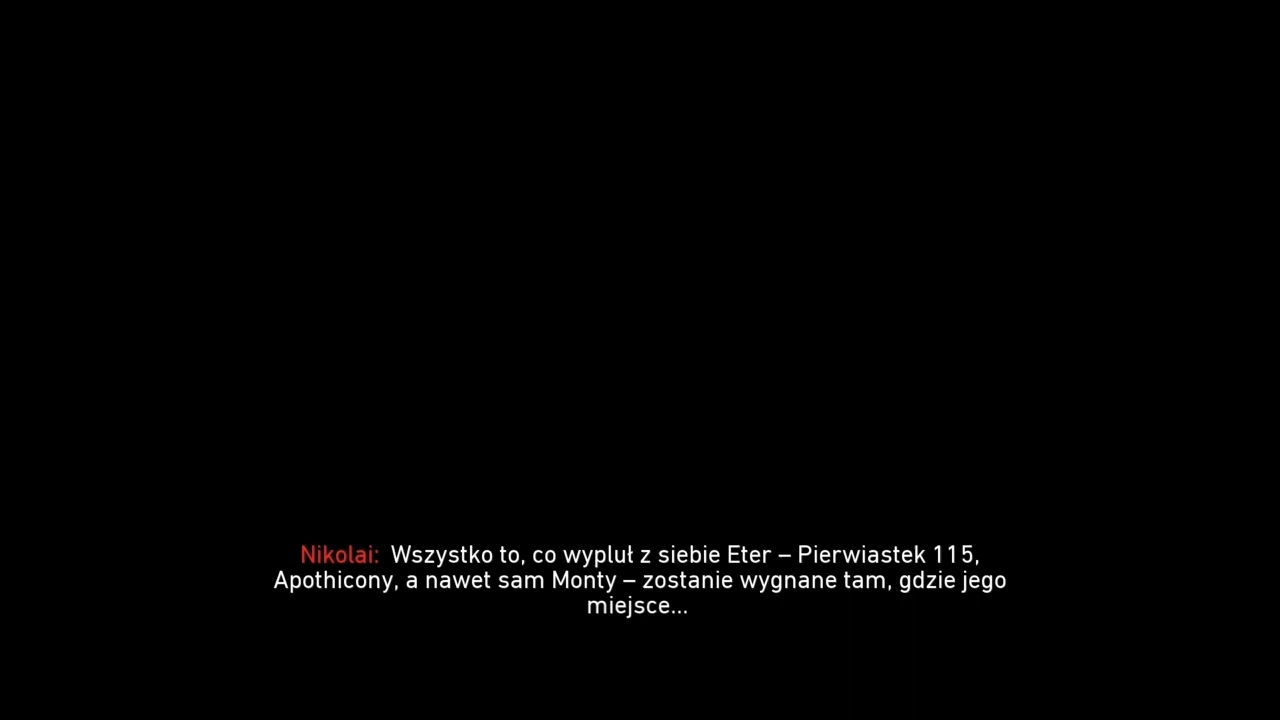 Nikolai: Wszystko to, co wypluł z siebie Eter – Pierwiastek 115,
Apothicony, a nawet sam Monty – zostanie wygnane tam, gdzie jego
miejsce...